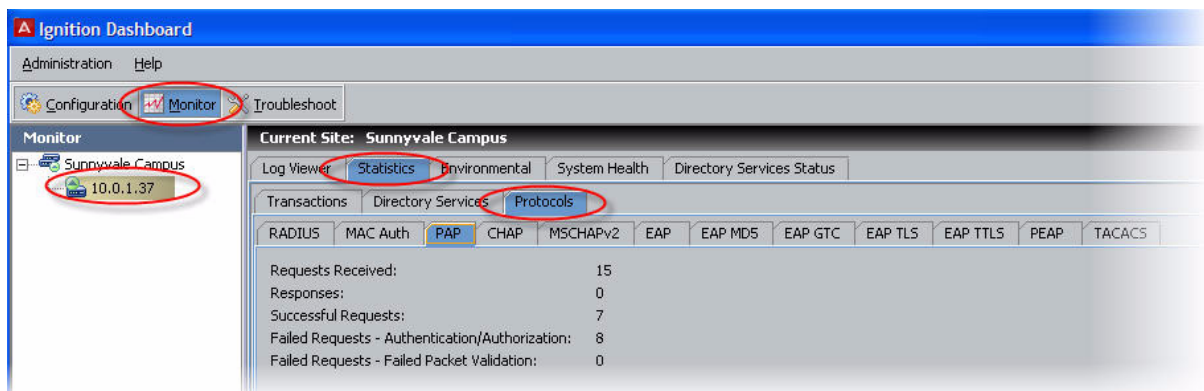 Ignition Dashboard
Administration Help
Configuration Monitor Troubleshoot
Monitor
Current Site: Sunnyvale Campus
Sunnyvale Campus
10.0.1.37
Log Viewer Statistics Environmental System Health Directory Services Status
Transactions Directory Services Protocols
RADIUS MAC Auth PAP CHAP MSCHAPv2 EAP EAP MD5 EAP GTC EAP TLS EAP TTLS PEAP TACACS
Requests Received: 15
Responses: 0
Successful Requests: 7
Failed Requests - Authentication/Authorization: 8
Failed Requests - Failed Packet Validation: 0